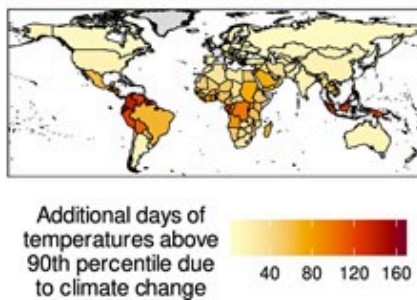 Additional days of
temperatures above
90th percentile due
to climate change
40 80 120 160